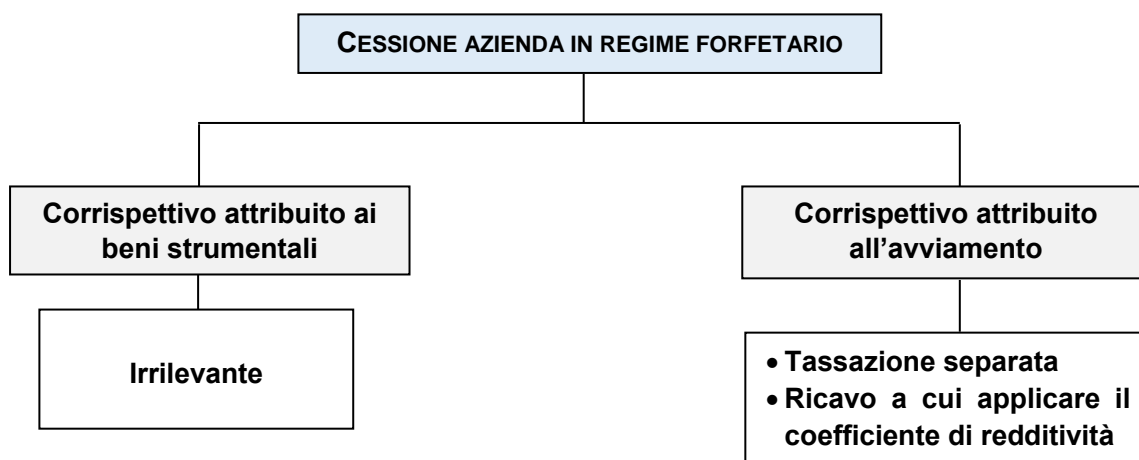 CESSIONE AZIENDA IN REGIME FORFETARIO
Corrispettivo attribuito ai
beni strumentali
Irrilevante
Corrispettivo attribuito
all’avviamento
• Tassazione separata
• Ricavo a cui applicare il
coefficiente di redditività